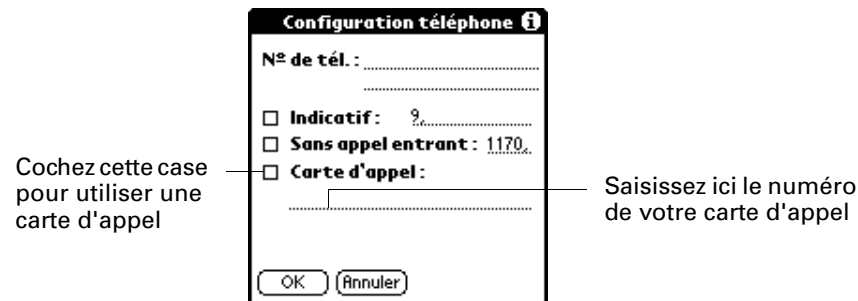 Configuration téléphone i
Nº de tél. :
Indicatif : 9,
Sans appel entrant : 1170,
Carte d'appel :
Cochez cette case
pour utiliser une
carte d'appel
Saisissez ici le numéro
de votre carte d'appel
OK Annuler